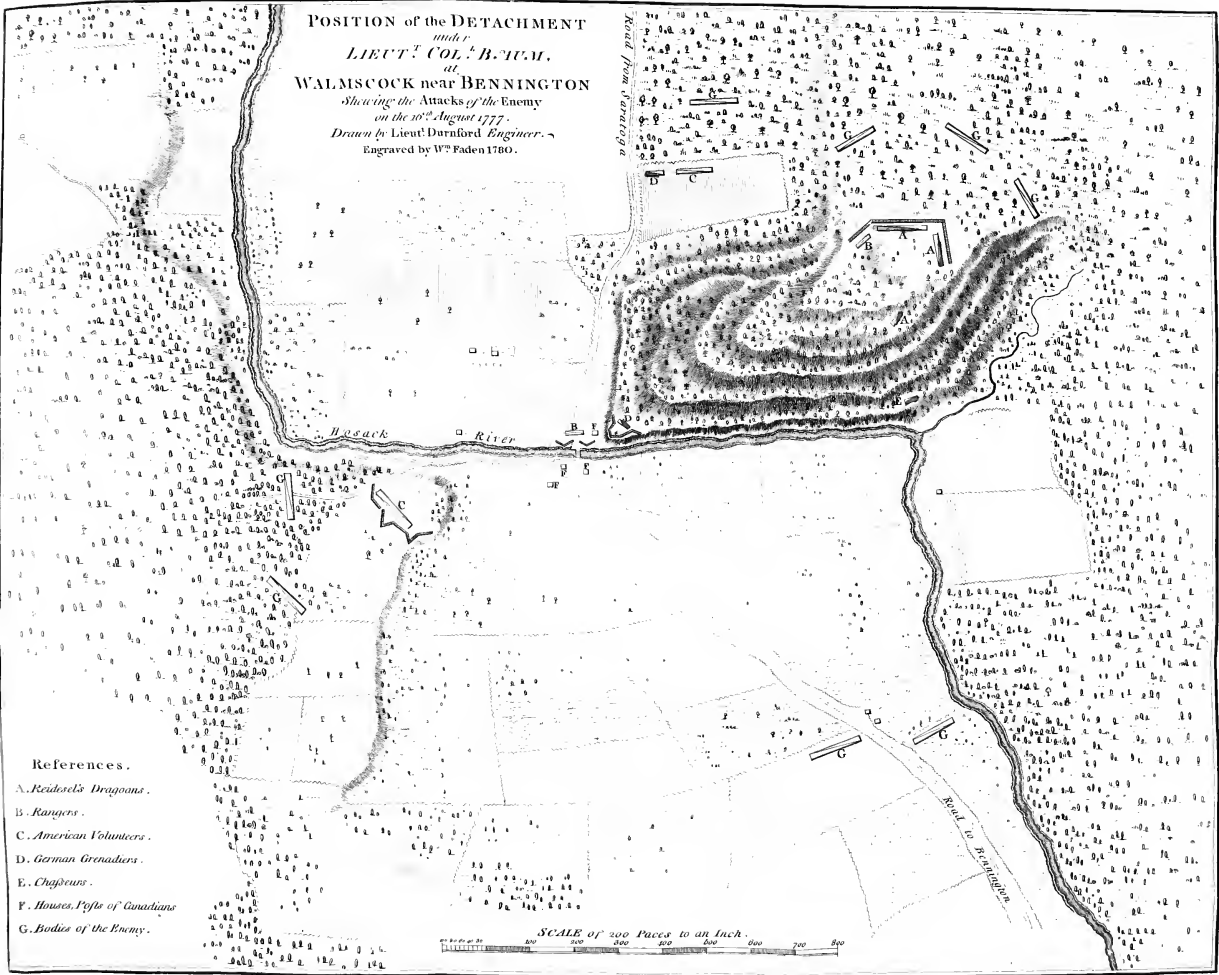 POSITION of the DETACHMENT
under
LIEUT.T COL.L BAUM.
at
WALMSCOCK near BENNINGTON
Shewing the Attacks of the Enemy
on the 16th August 1777.
Drawn by Lieut.t Durnford Engineer.
Engraved by Wm Faden 1780.
Road from Saratoga
G
G
G
D
C
G
B
A
A
A
E
Hosack River
B
F
D
F
F
F
G
C
G
G
G
Road to Bennington
References.
A. Reidesel's Dragoons.
B. Rangers.
C. American Volunteers.
D. German Grenadiers.
E. Chaſseurs.
F. Houses, Poſts of Canadians
G. Bodies of the Enemy.
SCALE of 200 Paces to an Inch.
100 200 300 400 500 600 700 800